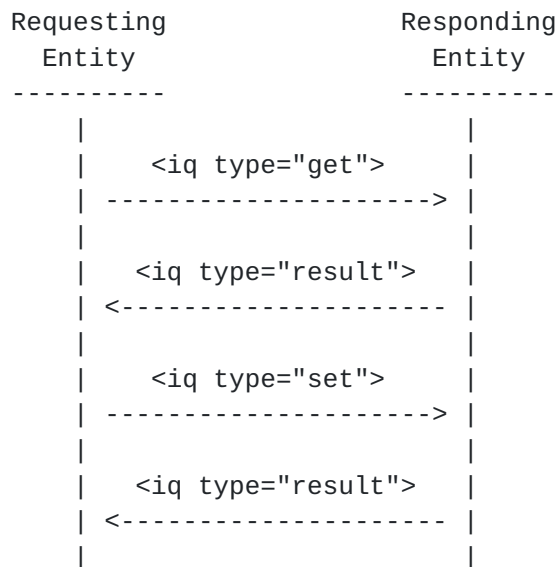 Requesting                Responding
  Entity                    Entity
----------                ----------
    |                         |
    |    <iq type="get">      |
    | ---------------------> |
    |                         |
    |   <iq type="result">    |
    | <--------------------- |
    |                         |
    |    <iq type="set">      |
    | ---------------------> |
    |                         |
    |   <iq type="result">    |
    | <--------------------- |
    |                         |